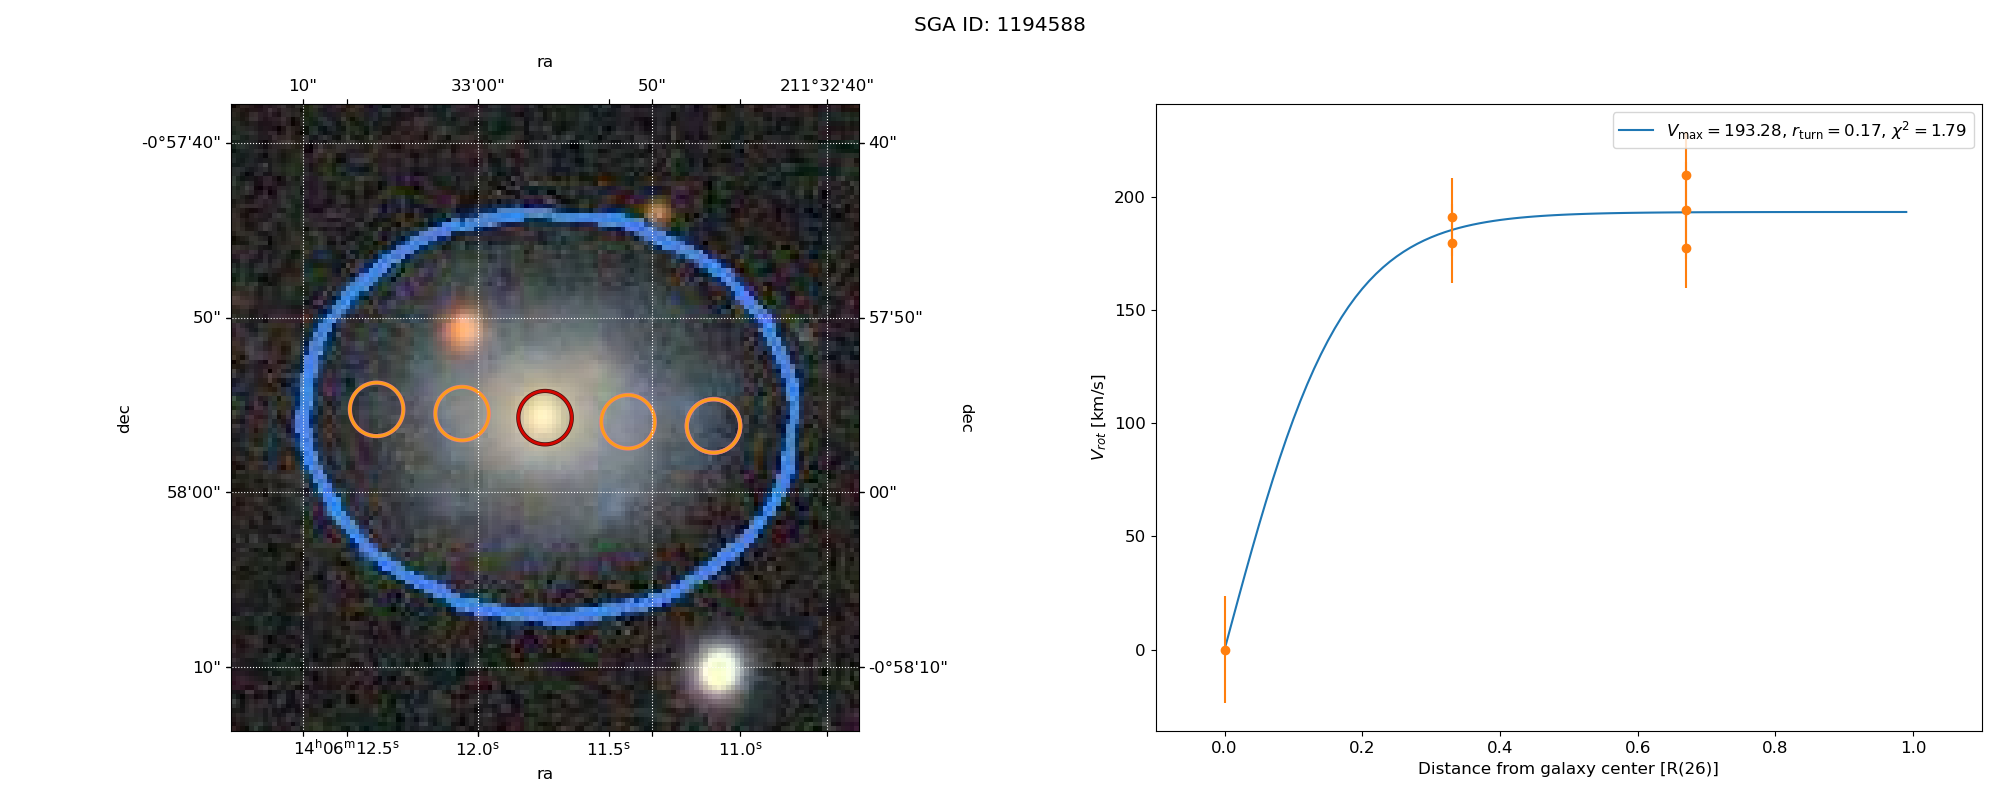 SGA ID: 1194588
ra
10" 33'00" 50" 211°32'40"
-0°57'40" 40"
50" 57'50"
dec dec
58'00" 00"
10" -0°58'10"
14ʰ06ᵐ12.5ˢ 12.0ˢ 11.5ˢ 11.0ˢ
ra
V_max = 193.28, r_turn = 0.17, χ² = 1.79
200
150
100
50
0
V_rot [km/s]
0.0 0.2 0.4 0.6 0.8 1.0
Distance from galaxy center [R(26)]